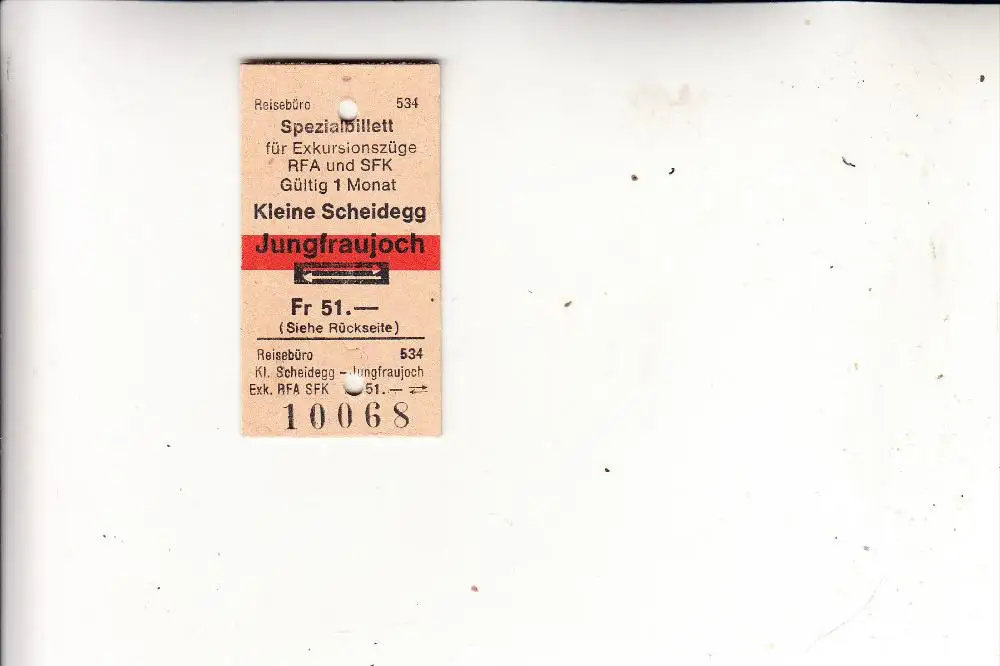 Reisebüro 534
Spezialbillett
für Exkursionszüge
RFA und SFK
Gültig 1 Monat
Kleine Scheidegg
Jungfraujoch
Fr 51.—
(Siehe Rückseite)
Reisebüro 534
Kl. Scheidegg – Jungfraujoch
Exk. RFA SFK 51.— ⇄
10068